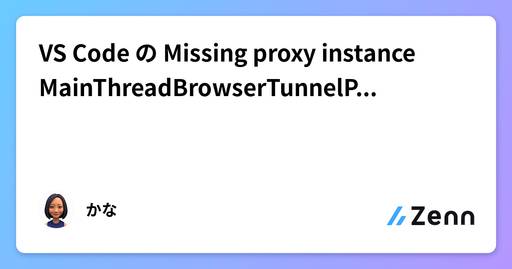 VS Code の Missing proxy instance
MainThreadBrowserTunnelP...
かな
Zenn